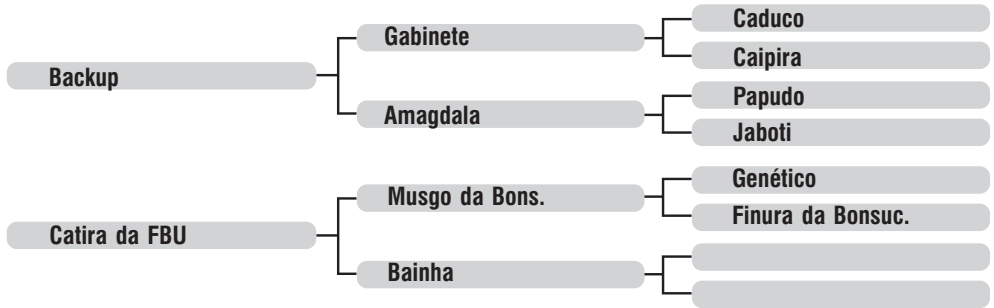 Backup
Gabinete
Caduco
Caipira
Amagdala
Papudo
Jaboti
Catira da FBU
Musgo da Bons.
Genético
Finura da Bonsuc.
Bainha